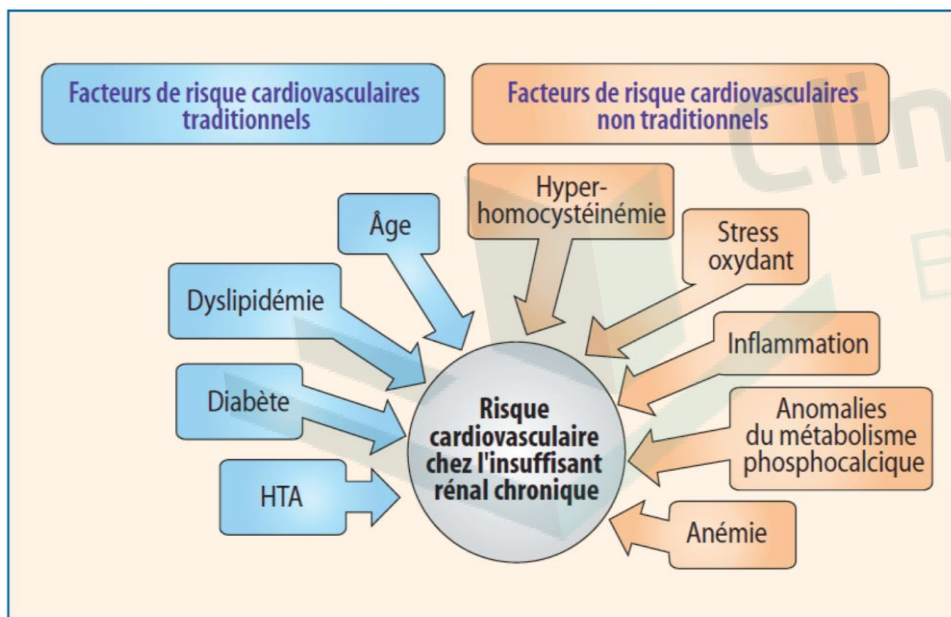 Facteurs de risque cardiovasculaires
traditionnels
Facteurs de risque cardiovasculaires
non traditionnels
Âge
Dyslipidémie
Diabète
HTA
Hyper-
homocystéinémie
Stress
oxydant
Inflammation
Anomalies
du métabolisme
phosphocalcique
Anémie
Risque
cardiovasculaire
chez l'insuffisant
rénal chronique